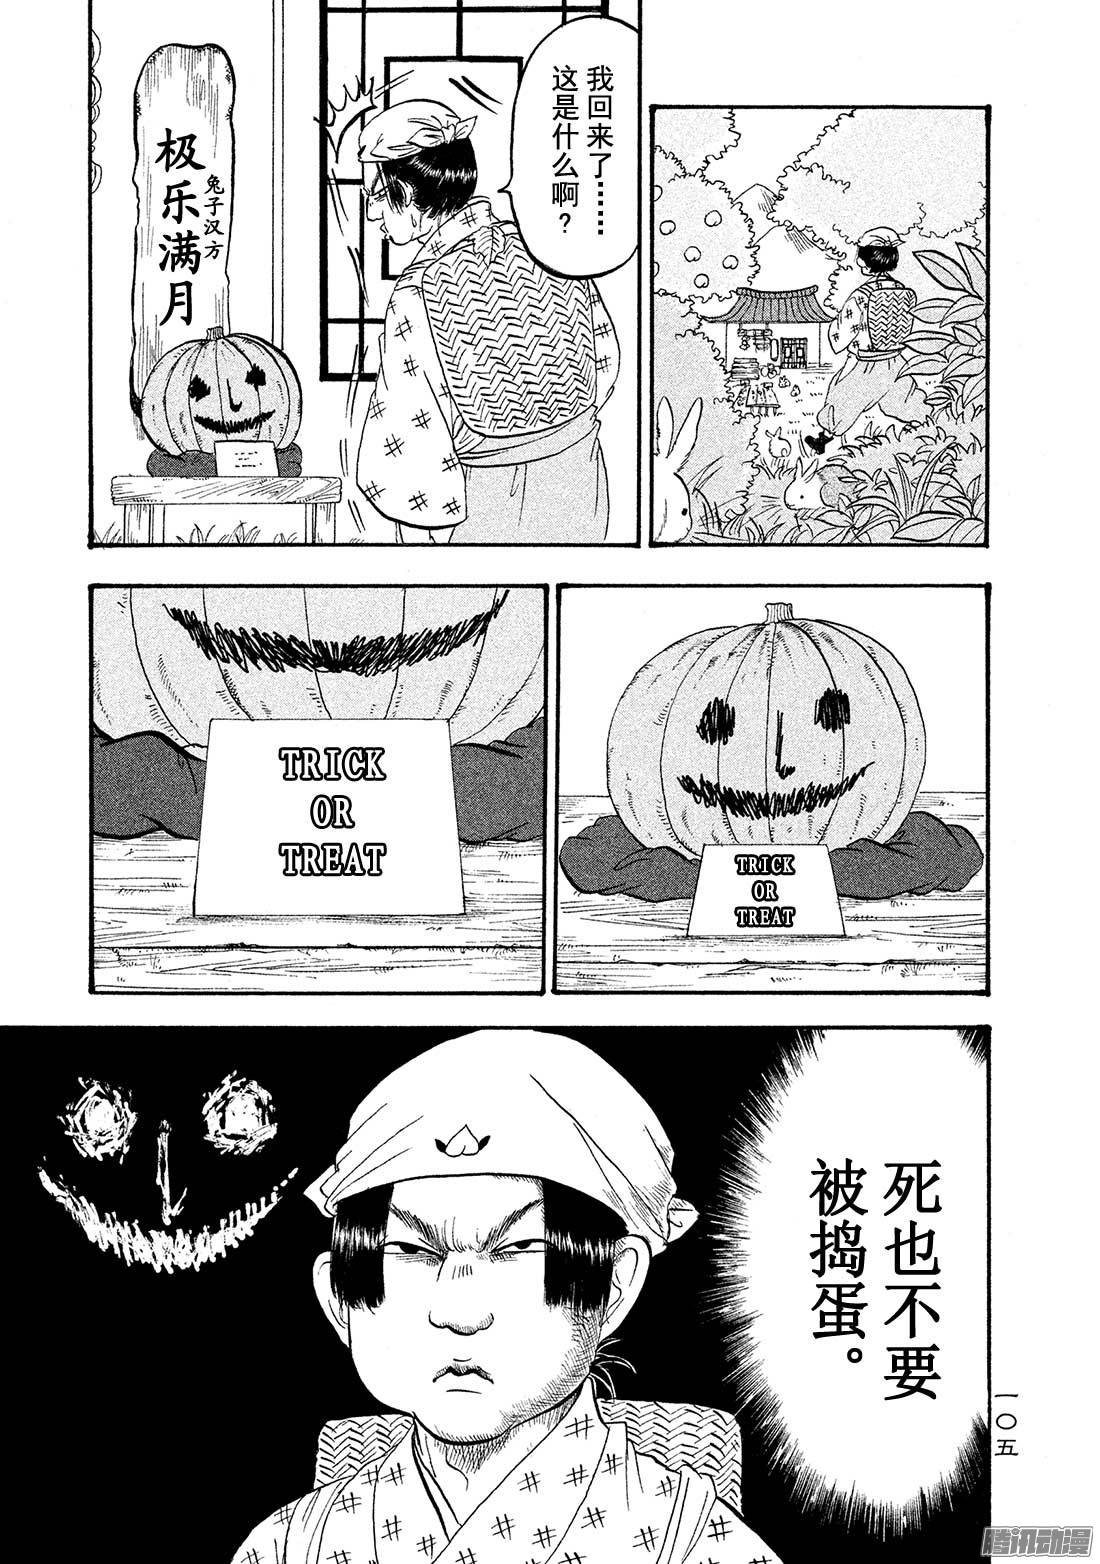 我回来了……
这是什么啊？
兔子汉方
极乐满月
TRICK
OR
TREAT
TRICK
OR
TREAT
死也不要
被捣蛋。
一〇五
腾讯动漫